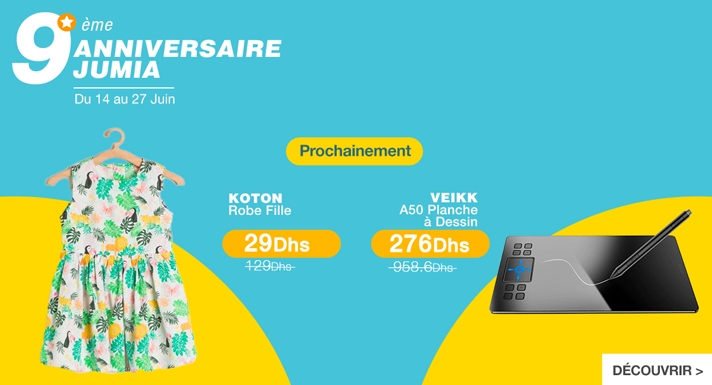 9ème
ANNIVERSAIRE
JUMIA
Du 14 au 27 Juin
Prochainement
KOTON
Robe Fille
29Dhs
129Dhs
VEIKK
A50 Planche
à Dessin
276Dhs
958.6Dhs
DÉCOUVRIR >